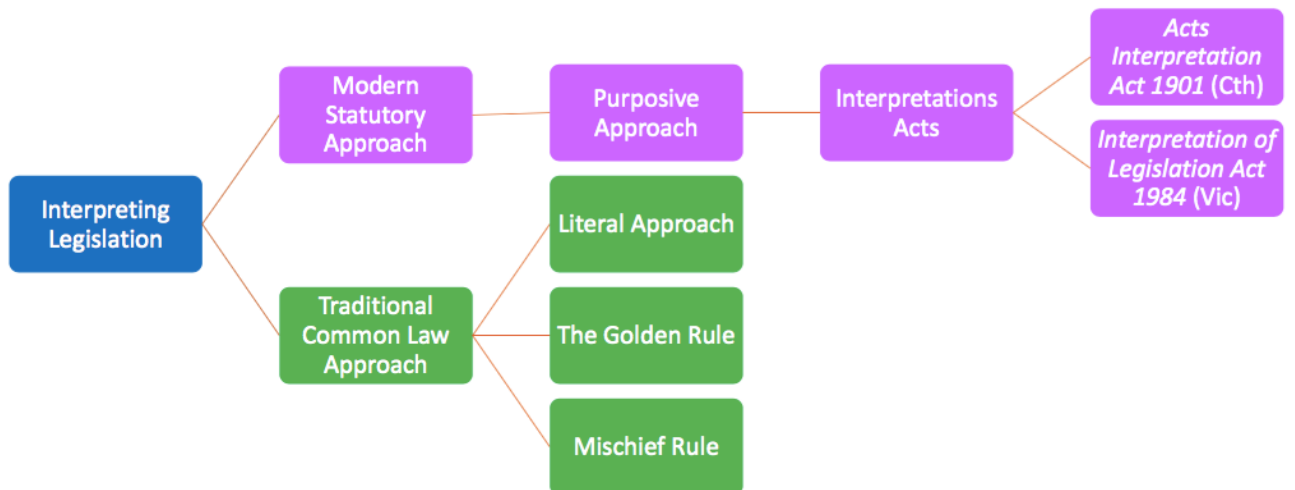 Interpreting
Legislation
Modern
Statutory
Approach
Purposive
Approach
Interpretations
Acts
Acts
Interpretation
Act 1901 (Cth)
Interpretation of
Legislation Act
1984 (Vic)
Traditional
Common Law
Approach
Literal Approach
The Golden Rule
Mischief Rule